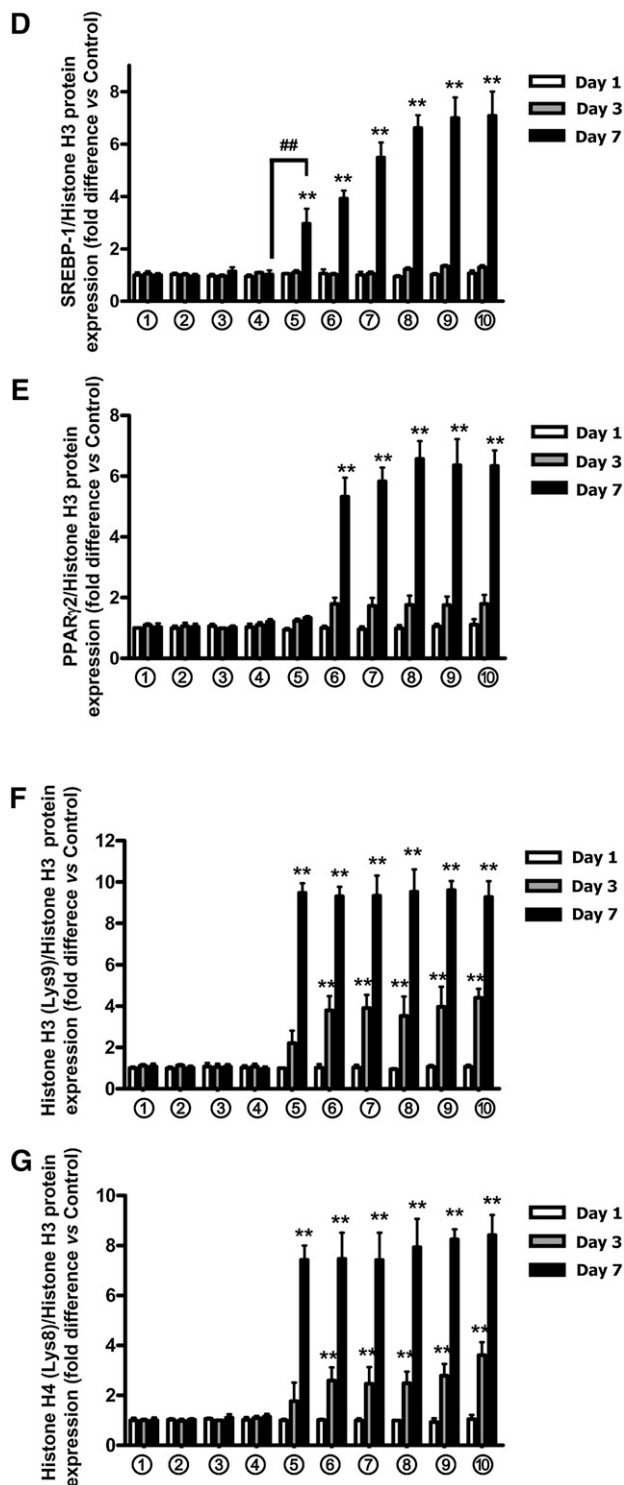 D
SREBP-1/Histone H3 protein
expression (fold difference vs Control)
8
6
4
2
0
##
**
**
**
**
**
**
Day 1
Day 3
Day 7
① ② ③ ④ ⑤ ⑥ ⑦ ⑧ ⑨ ⑩
E
PPARγ2/Histone H3 protein
expression (fold difference vs Control)
8
6
4
2
0
**
**
**
**
**
Day 1
Day 3
Day 7
① ② ③ ④ ⑤ ⑥ ⑦ ⑧ ⑨ ⑩
F
Histone H3 (Lys9)/Histone H3 protein
expression (fold differece vs Control)
12
10
8
6
4
2
0
**
**
**
**
**
**
**
**
**
**
**
Day 1
Day 3
Day 7
① ② ③ ④ ⑤ ⑥ ⑦ ⑧ ⑨ ⑩
G
Histone H4 (Lys8)/Histone H3 protein
expression (fold difference vs Control)
10
8
6
4
2
0
**
**
**
**
**
**
**
**
**
**
**
Day 1
Day 3
Day 7
① ② ③ ④ ⑤ ⑥ ⑦ ⑧ ⑨ ⑩